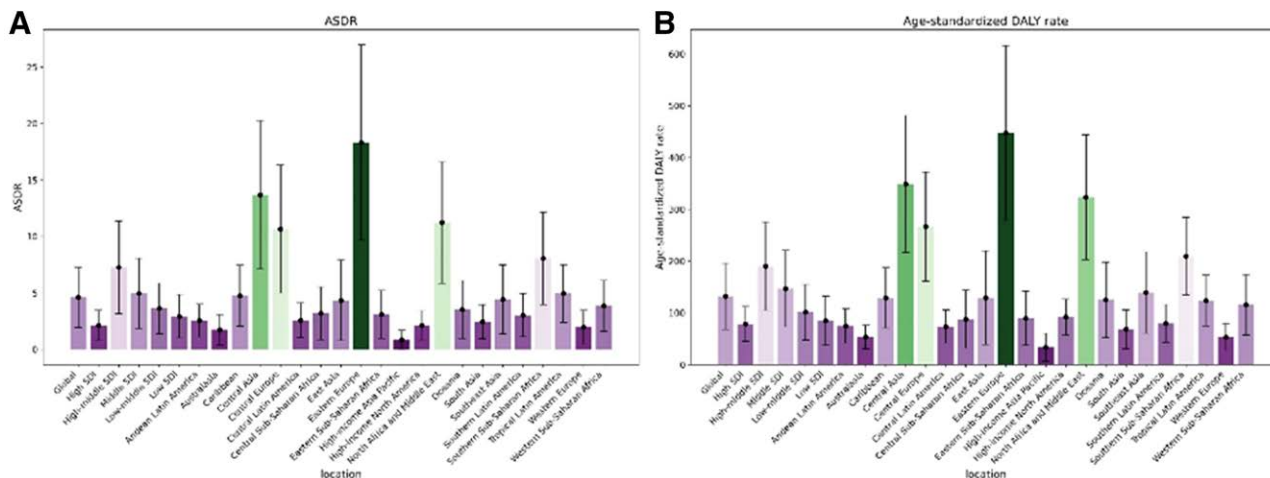 A
ASDR
25
20
15
10
5
0
ASDR
Global
High SDI
High-middle SDI
Middle SDI
Low-middle SDI
Low SDI
Andean Latin America
Australasia
Caribbean
Central Asia
Central Europe
Central Latin America
Central Sub-Saharan Africa
East Asia
Eastern Europe
Eastern Sub-Saharan Africa
High-income Asia Pacific
High-income North America
North Africa and Middle East
Oceania
South Asia
Southeast Asia
Southern Latin America
Southern Sub-Saharan Africa
Tropical Latin America
Western Europe
Western Sub-Saharan Africa
location
B
Age-standardized DALY rate
600
500
400
300
200
100
0
Age-standardized DALY rate
Global
High SDI
High-middle SDI
Middle SDI
Low-middle SDI
Low SDI
Andean Latin America
Australasia
Caribbean
Central Asia
Central Europe
Central Latin America
Central Sub-Saharan Africa
East Asia
Eastern Europe
Eastern Sub-Saharan Africa
High-income Asia Pacific
High-income North America
North Africa and Middle East
Oceania
South Asia
Southeast Asia
Southern Latin America
Southern Sub-Saharan Africa
Tropical Latin America
Western Europe
Western Sub-Saharan Africa
location